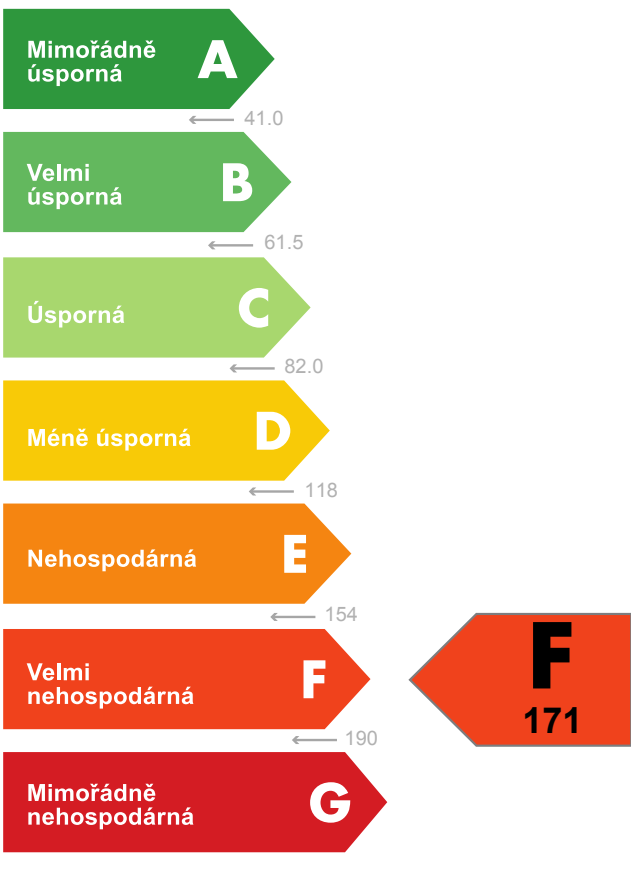 Mimořádně
úsporná
A
41.0
Velmi
úsporná
B
61.5
Úsporná
C
82.0
Méně úsporná
D
118
Nehospodárná
E
154
Velmi
nehospodárná
F
F
171
190
Mimořádně
nehospodárná
G